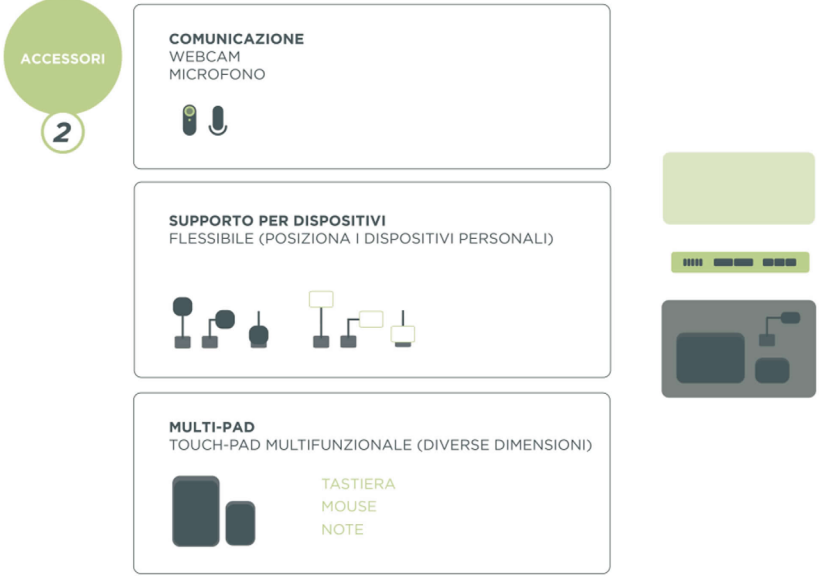 ACCESSORI
2
COMUNICAZIONE
WEBCAM
MICROFONO
SUPPORTO PER DISPOSITIVI
FLESSIBILE (POSIZIONA I DISPOSITIVI PERSONALI)
MULTI-PAD
TOUCH-PAD MULTIFUNZIONALE (DIVERSE DIMENSIONI)
TASTIERA
MOUSE
NOTE